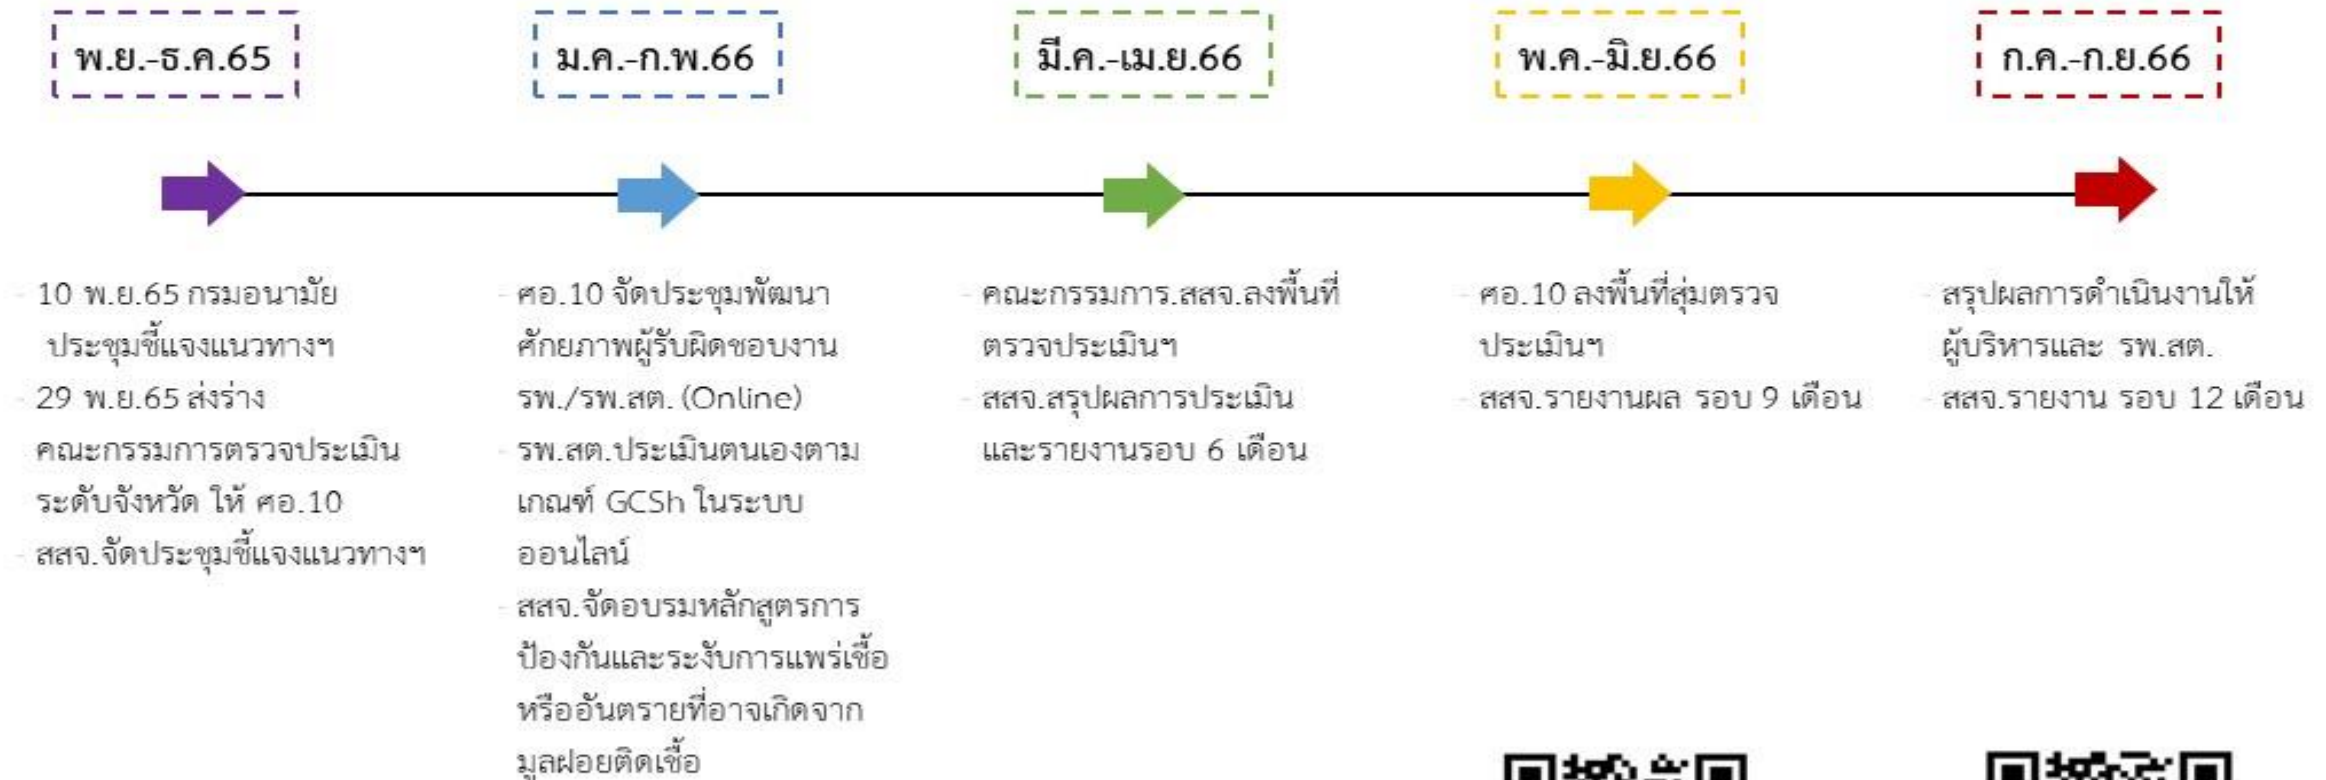 พ.ย.-ธ.ค.65
ม.ค.-ก.พ.66
มี.ค.-เม.ย.66
พ.ค.-มิ.ย.66
ก.ค.-ก.ย.66
- 10 พ.ย.65 กรมอนามัย
ประชุมชี้แจงแนวทางฯ
- 29 พ.ย.65 ส่งร่าง
คณะกรรมการตรวจประเมิน
ระดับจังหวัด ให้ ศอ.10
- สสจ.จัดประชุมชี้แจงแนวทางฯ
- ศอ.10 จัดประชุมพัฒนา
ศักยภาพผู้รับผิดชอบงาน
รพ./รพ.สต. (Online)
- รพ.สต.ประเมินตนเองตาม
เกณฑ์ GCSh ในระบบ
ออนไลน์
- สสจ.จัดอบรมหลักสูตรการ
ป้องกันและระงับการแพร่เชื้อ
หรืออันตรายที่อาจเกิดจาก
มูลฝอยติดเชื้อ
- คณะกรรมการ.สสจ.ลงพื้นที่
ตรวจประเมินฯ
- สสจ.สรุปผลการประเมิน
และรายงานรอบ 6 เดือน
- ศอ.10 ลงพื้นที่สุ่มตรวจ
ประเมินฯ
- สสจ.รายงานผล รอบ 9 เดือน
- สรุปผลการดำเนินงานให้
ผู้บริหารและ รพ.สต.
- สสจ.รายงาน รอบ 12 เดือน